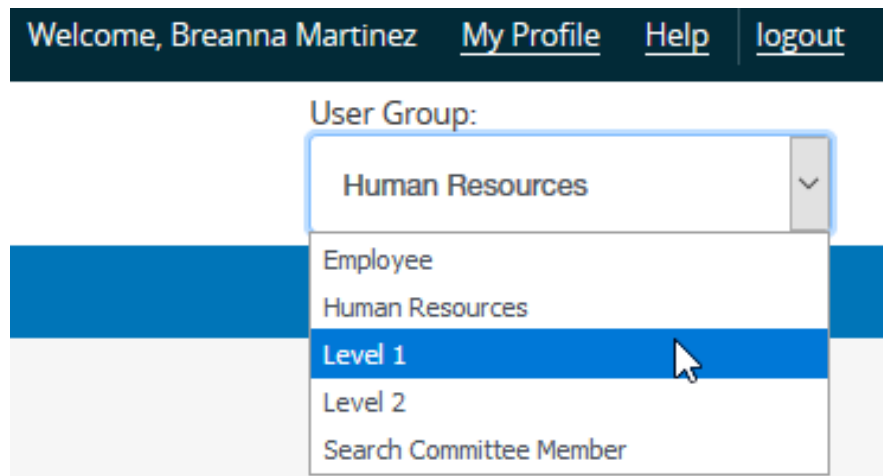 Welcome, Breanna Martinez My Profile Help logout
User Group:
Human Resources
Employee
Human Resources
Level 1
Level 2
Search Committee Member